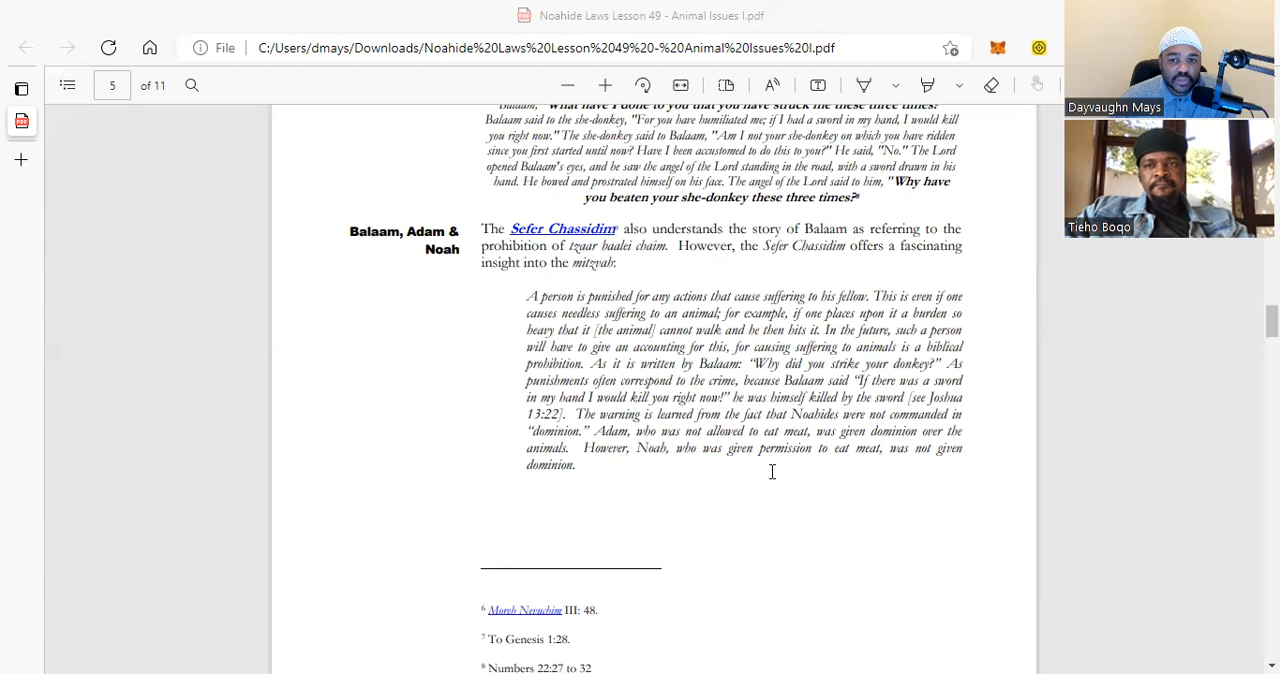 Noahide Laws Lesson 49 - Animal Issues I.pdf
File
C:/Users/dmays/Downloads/Noahide%20Laws%20Lesson%2049%20-%20Animal%20Issues%20I.pdf
5 of 11
Balaam, "What have I done to you that you have struck me these three times?"
Balaam said to the she-donkey, "For you have humiliated me; if I had a sword in my hand, I would kill
you right now." The she-donkey said to Balaam, "Am I not your she-donkey on which you have ridden
since you first started until now? Have I been accustomed to do this to you?" He said, "No." The Lord
opened Balaam's eyes, and he saw the angel of the Lord standing in the road, with a sword drawn in his
hand. He bowed and prostrated himself on his face. The angel of the Lord said to him, "Why have
you beaten your she-donkey these three times?8
Balaam, Adam &
Noah
The Sefer Chassidim9 also understands the story of Balaam as referring to the
prohibition of tzaar baalei chaim. However, the Sefer Chassidim offers a fascinating
insight into the mitzvah:
A person is punished for any actions that cause suffering to his fellow. This is even if one
causes needless suffering to an animal; for example, if one places upon it a burden so
heavy that it [the animal] cannot walk and he then hits it. In the future, such a person
will have to give an accounting for this, for causing suffering to animals is a biblical
prohibition. As it is written by Balaam: “Why did you strike your donkey?” As
punishments often correspond to the crime, because Balaam said “If there was a sword
in my hand I would kill you right now!” he was himself killed by the sword [see Joshua
13:22]. The warning is learned from the fact that Noahides were not commanded in
“dominion.” Adam, who was not allowed to eat meat, was given dominion over the
animals. However, Noah, who was given permission to eat meat, was not given
dominion.
6 Moreh Nevuchim III: 48.
7 To Genesis 1:28.
8 Numbers 22:27 to 32
Dayvaughn Mays
Tieho Boqo